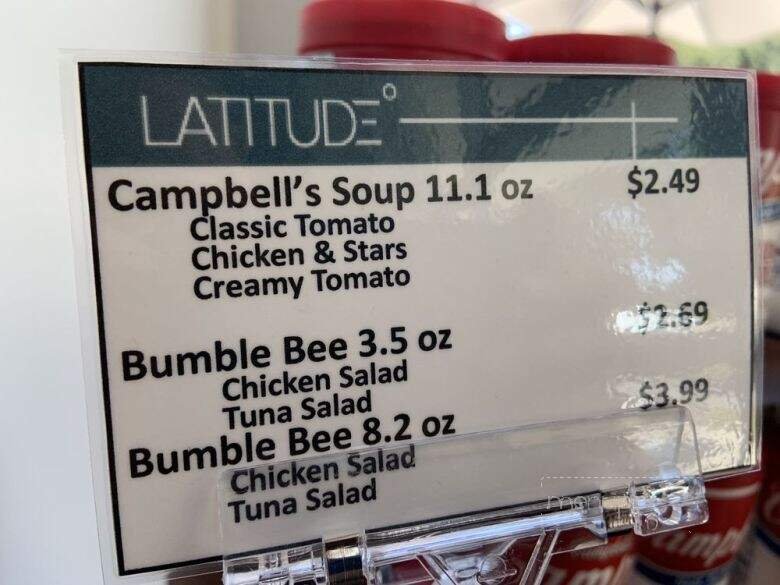 LATITUDE°
Campbell's Soup 11.1 oz $2.49
Classic Tomato
Chicken & Stars
Creamy Tomato
Bumble Bee 3.5 oz $2.69
Chicken Salad
Tuna Salad
Bumble Bee 8.2 oz $3.99
Chicken Salad
Tuna Salad